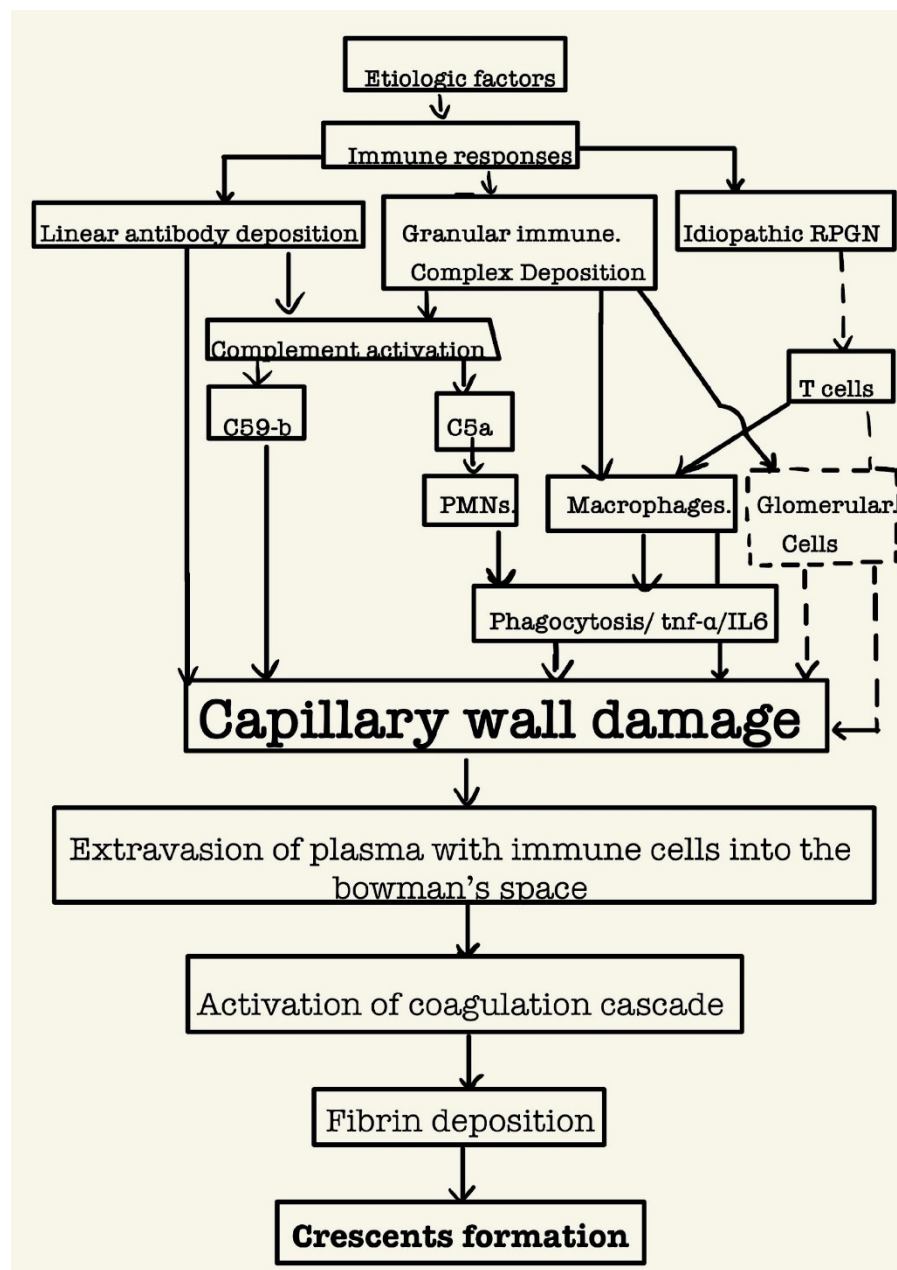 Etiologic factors
Immune responses
Linear antibody deposition
Granular immune.
Complex Deposition
Idiopathic RPGN
Complement activation
T cells
C59-b
C5a
PMNs.
Macrophages.
Glomerular
Cells
Phagocytosis/ tnf-α/IL6
Capillary wall damage
Extravasion of plasma with immune cells into the
bowman's space
Activation of coagulation cascade
Fibrin deposition
Crescents formation